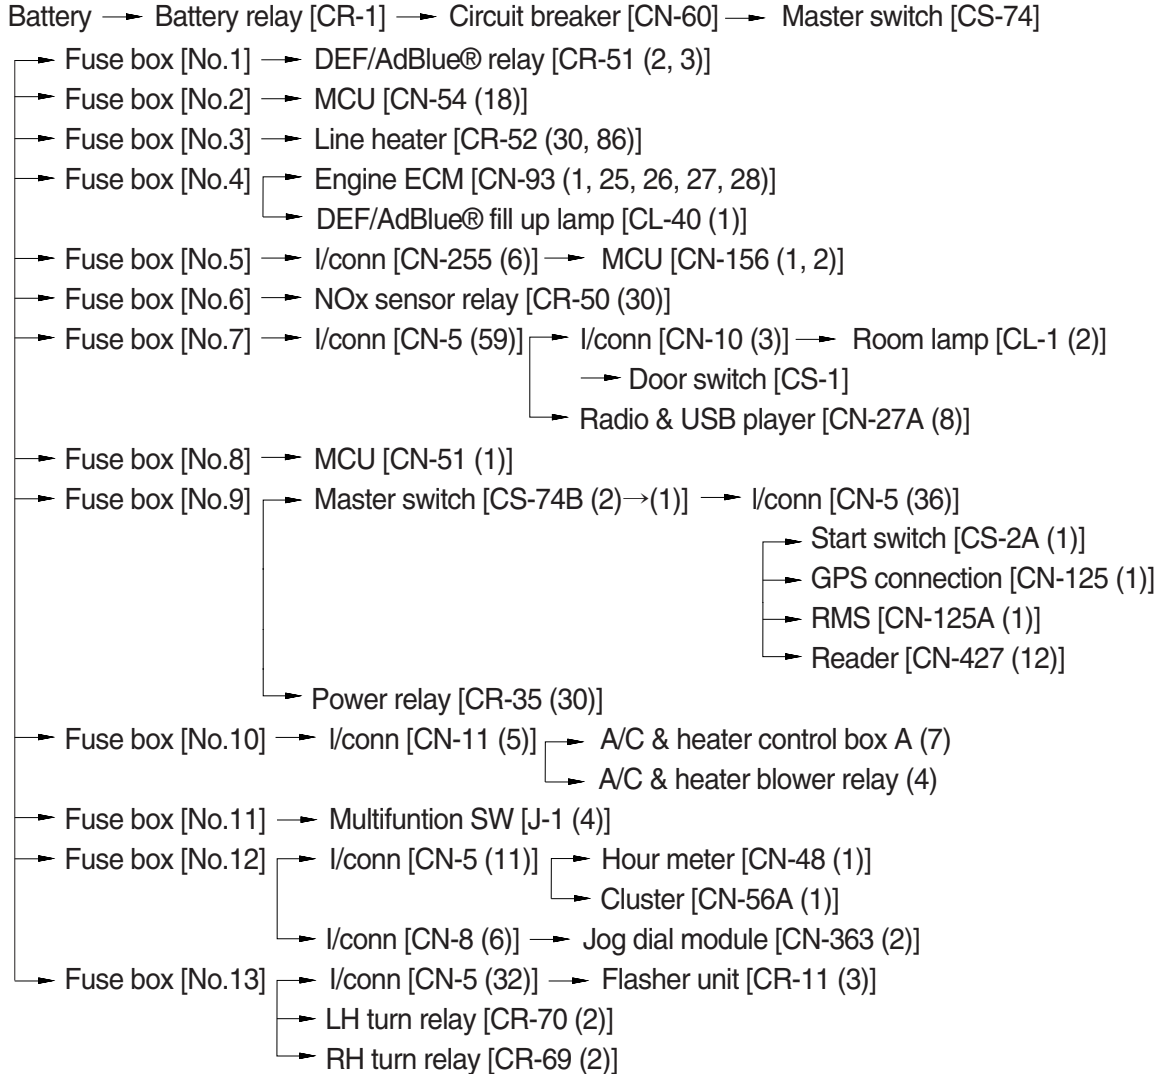 Battery → Battery relay [CR-1] → Circuit breaker [CN-60] → Master switch [CS-74]
→ Fuse box [No.1] → DEF/AdBlue® relay [CR-51 (2, 3)]
→ Fuse box [No.2] → MCU [CN-54 (18)]
→ Fuse box [No.3] → Line heater [CR-52 (30, 86)]
→ Fuse box [No.4] → Engine ECM [CN-93 (1, 25, 26, 27, 28)]
→ DEF/AdBlue® fill up lamp [CL-40 (1)]
→ Fuse box [No.5] → I/conn [CN-255 (6)] → MCU [CN-156 (1, 2)]
→ Fuse box [No.6] → NOx sensor relay [CR-50 (30)]
→ Fuse box [No.7] → I/conn [CN-5 (59)] → I/conn [CN-10 (3)] → Room lamp [CL-1 (2)]
→ Door switch [CS-1]
→ Radio & USB player [CN-27A (8)]
→ Fuse box [No.8] → MCU [CN-51 (1)]
→ Fuse box [No.9] → Master switch [CS-74B (2)→(1)] → I/conn [CN-5 (36)]
→ Start switch [CS-2A (1)]
→ GPS connection [CN-125 (1)]
→ RMS [CN-125A (1)]
→ Reader [CN-427 (12)]
→ Power relay [CR-35 (30)]
→ Fuse box [No.10] → I/conn [CN-11 (5)] → A/C & heater control box A (7)
→ A/C & heater blower relay (4)
→ Fuse box [No.11] → Multifuntion SW [J-1 (4)]
→ Fuse box [No.12] → I/conn [CN-5 (11)] → Hour meter [CN-48 (1)]
→ Cluster [CN-56A (1)]
→ I/conn [CN-8 (6)] → Jog dial module [CN-363 (2)]
→ Fuse box [No.13] → I/conn [CN-5 (32)] → Flasher unit [CR-11 (3)]
→ LH turn relay [CR-70 (2)]
→ RH turn relay [CR-69 (2)]